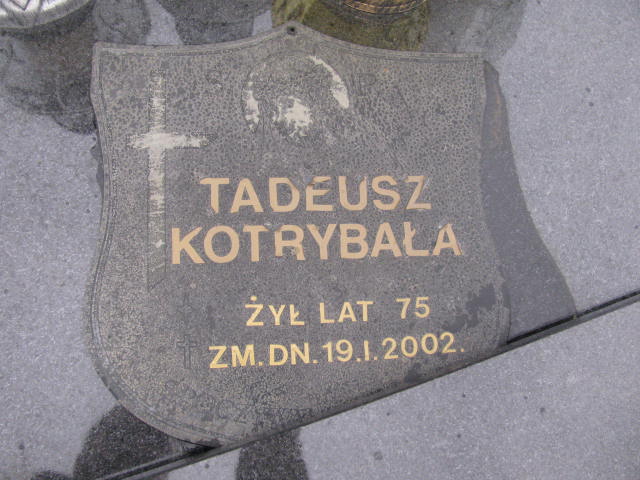 TADEUSZ
KOTRYBAŁA
ŻYŁ LAT 75
ZM. DN. 19.I.2002.